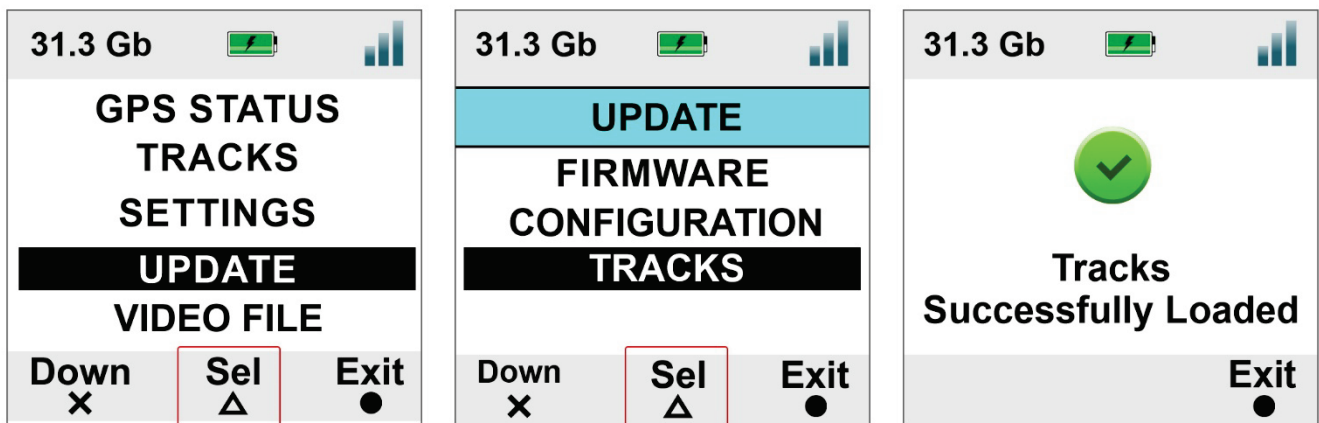 31.3 Gb
GPS STATUS
TRACKS
SETTINGS
UPDATE
VIDEO FILE
Down Sel Exit
31.3 Gb
UPDATE
FIRMWARE
CONFIGURATION
TRACKS
Down Sel Exit
31.3 Gb
Tracks
Successfully Loaded
Exit